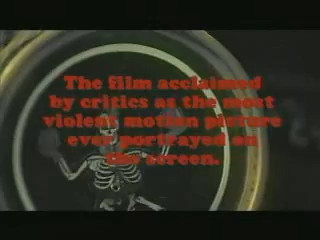 The film acclaimed
by critics as the most
violent motion picture
ever portrayed on
the screen.